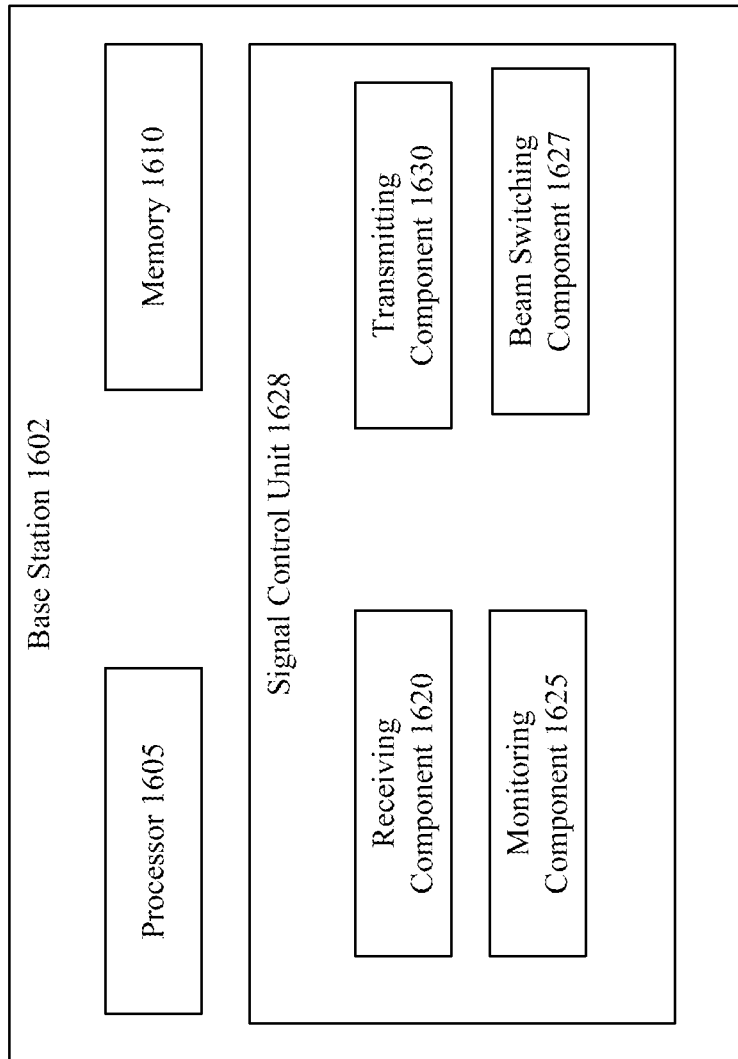 Base Station 1602
Processor 1605
Memory 1610
Signal Control Unit 1628
Receiving
Component 1620
Transmitting
Component 1630
Monitoring
Component 1625
Beam Switching
Component 1627